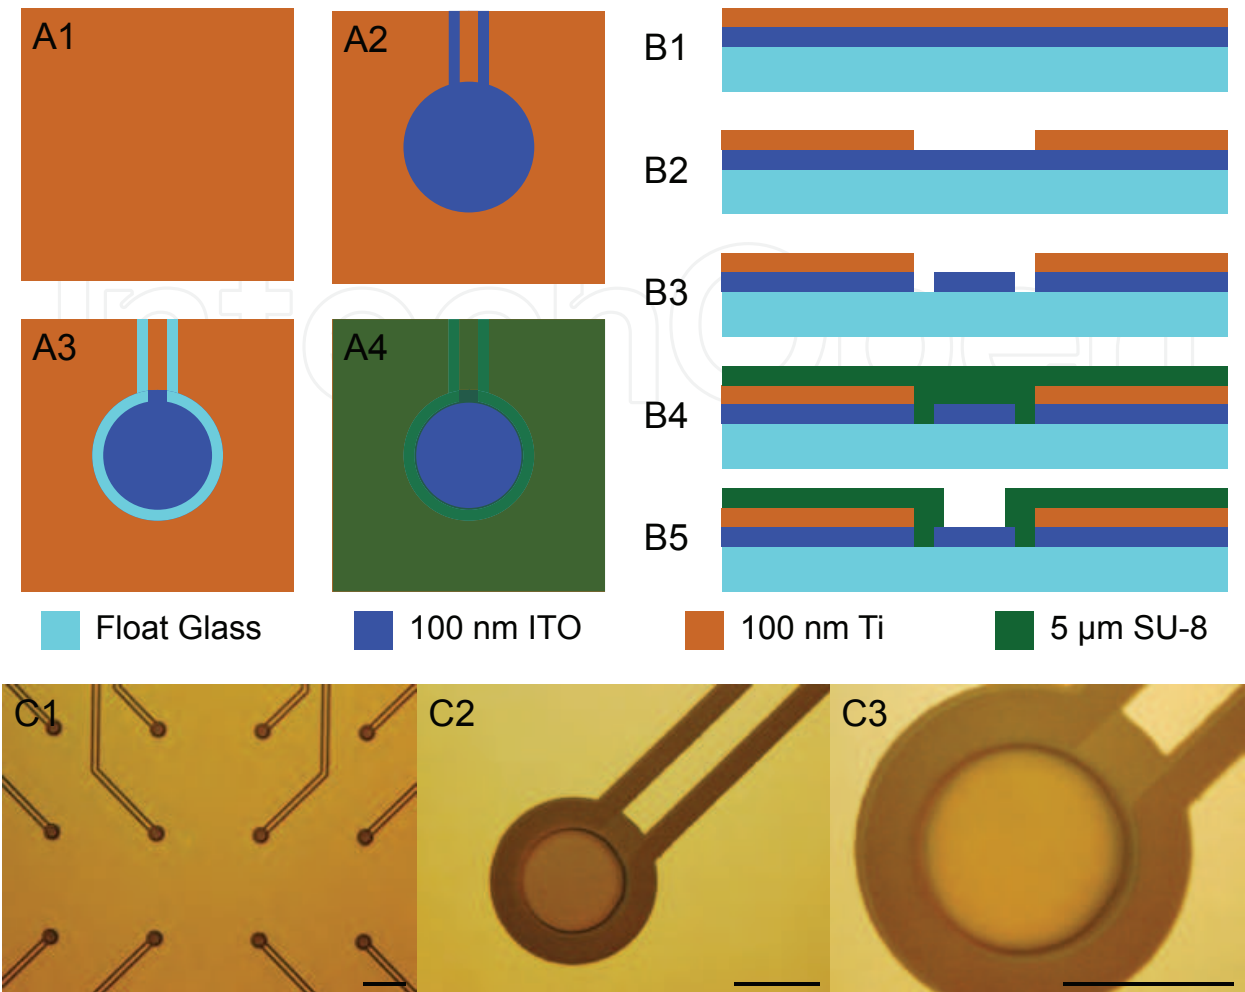 A1
A2
B1
B2
B3
A3
A4
B4
B5
Float Glass
100 nm ITO
100 nm Ti
5 µm SU-8
C1
C2
C3
IntechOpen